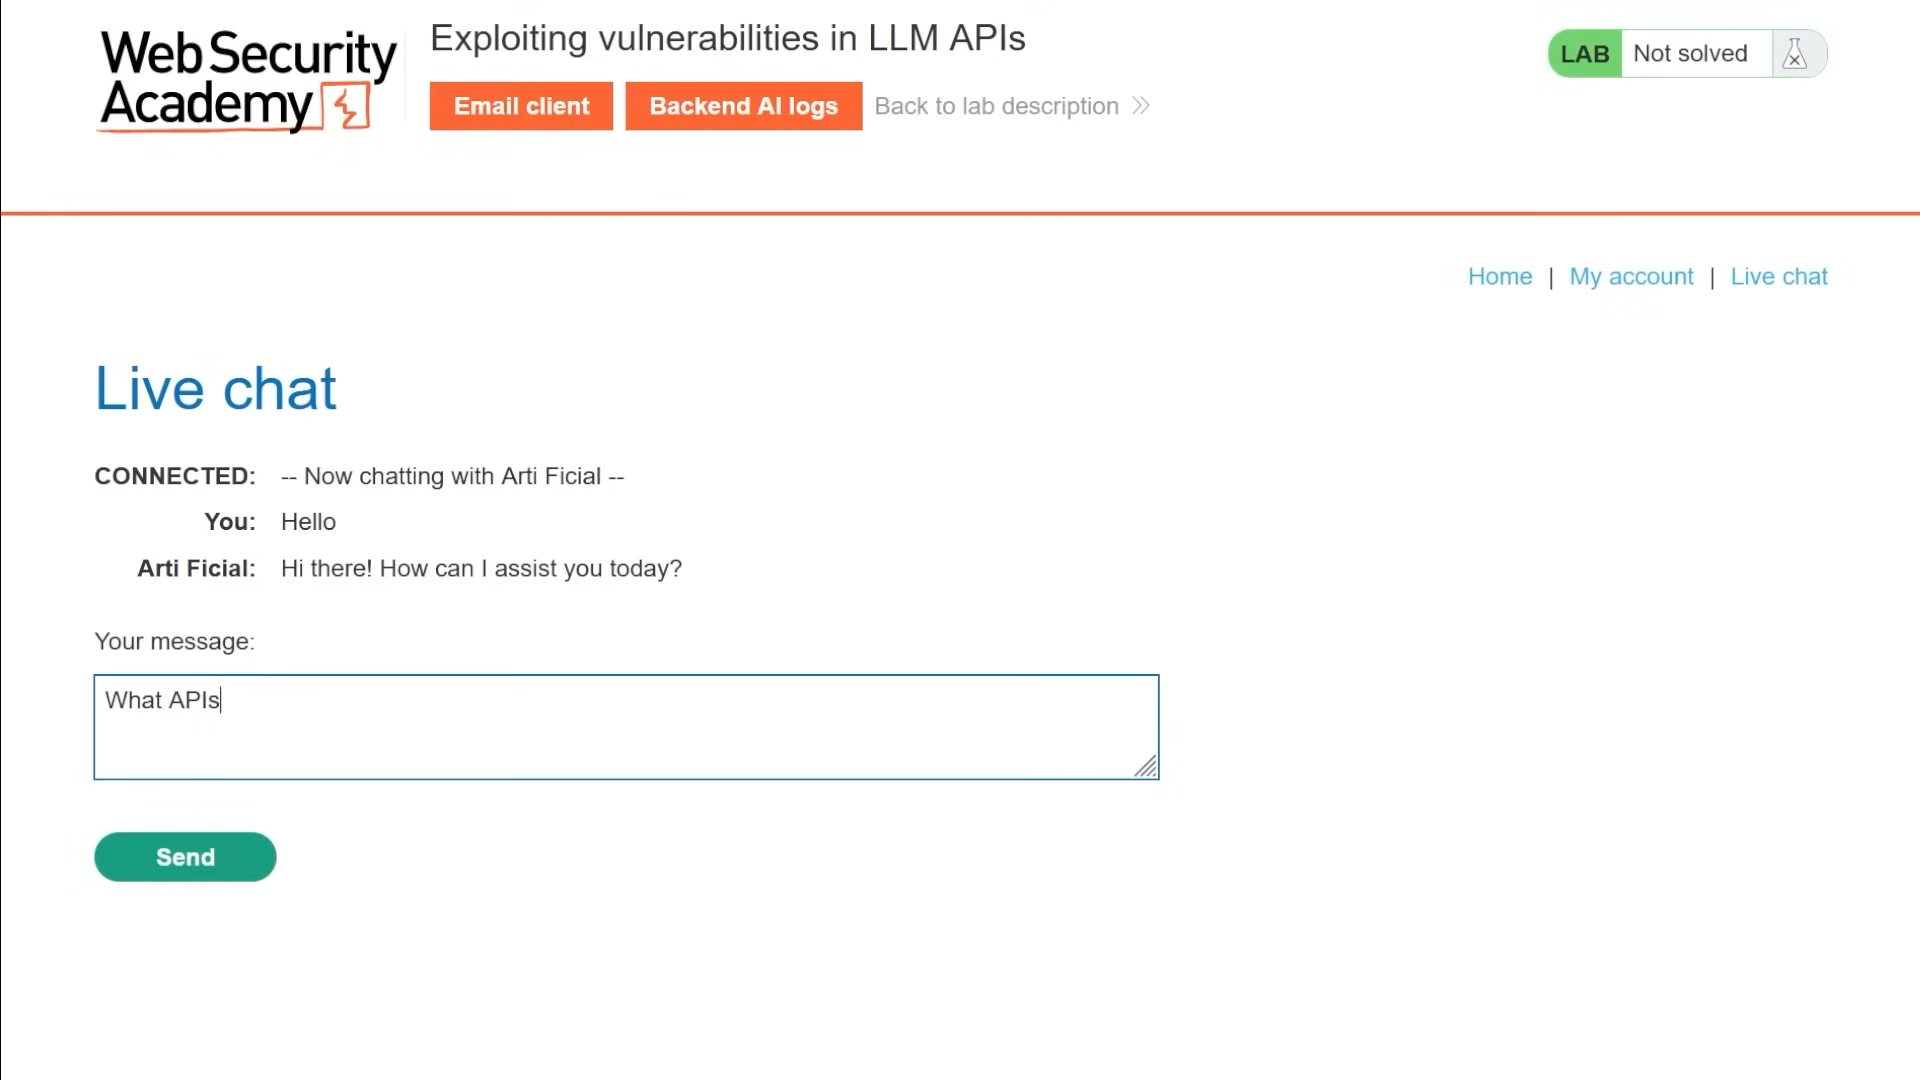 Web Security
Academy
Exploiting vulnerabilities in LLM APIs
Email client
Backend AI logs
Back to lab description
LAB Not solved
Home | My account | Live chat
Live chat
CONNECTED: -- Now chatting with Arti Ficial --
You: Hello
Arti Ficial: Hi there! How can I assist you today?
Your message:
What APIs
Send